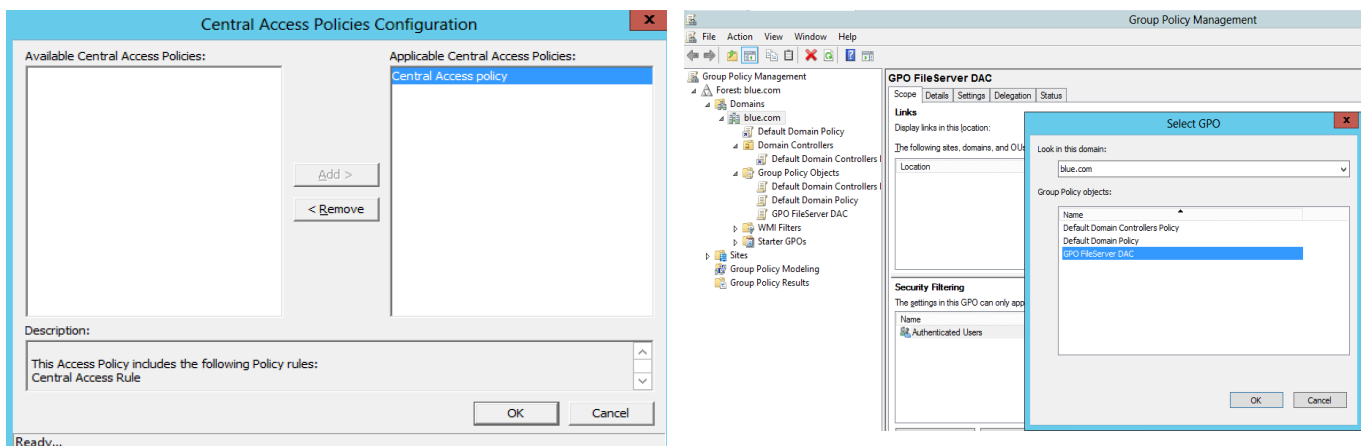 Central Access Policies Configuration
x
Available Central Access Policies:
Applicable Central Access Policies:
Central Access policy
Add >
< Remove
Description:
This Access Policy includes the following Policy rules:
Central Access Rule
OK
Cancel
Ready...
Group Policy Management
File Action View Window Help
Group Policy Management
Forest: blue.com
Domains
blue.com
Default Domain Policy
Domain Controllers
Default Domain Controllers
Group Policy Objects
Default Domain Controllers
Default Domain Policy
GPO FileServer DAC
WMI Filters
Starter GPOs
Sites
Group Policy Modeling
Group Policy Results
GPO FileServer DAC
Scope Details Settings Delegation Status
Links
Display links in this location:
The following sites, domains, and OUs
Location
Security Filtering
The settings in this GPO can only app
Name
Authenticated Users
Select GPO
x
Look in this domain:
blue.com
Group Policy objects:
Name
Default Domain Controllers Policy
Default Domain Policy
GPO FileServer DAC
OK
Cancel